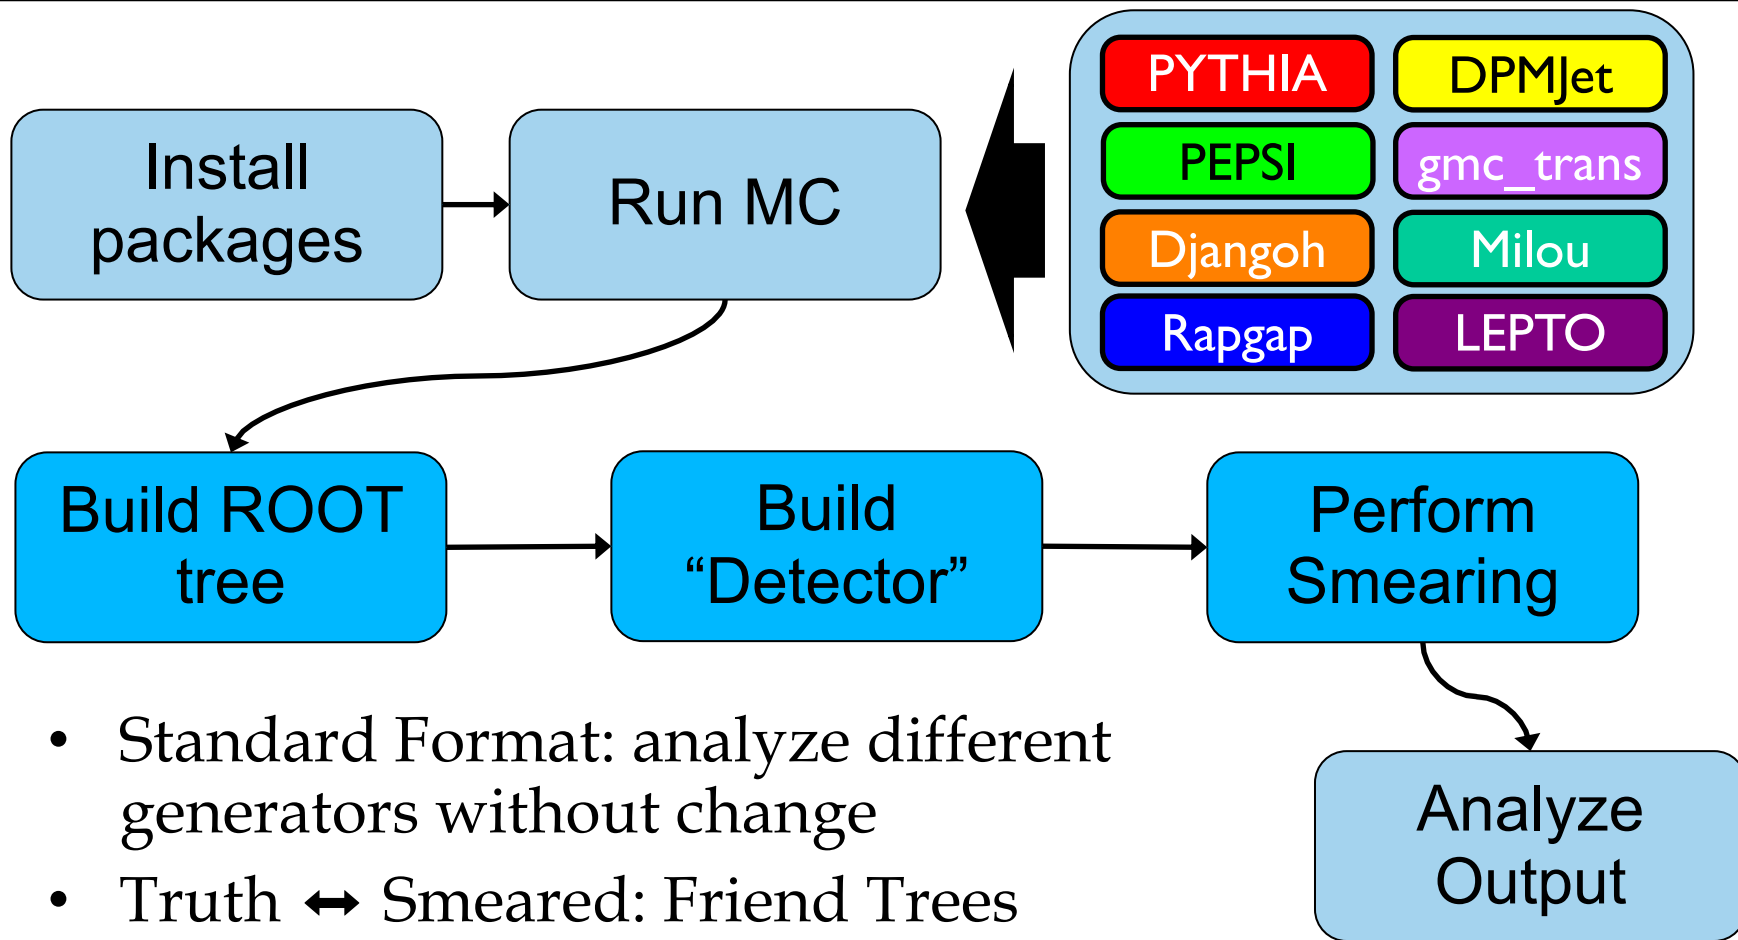 Install
packages
Run MC
PYTHIA
DPMJet
PEPSI
gmc_trans
Djangoh
Milou
Rapgap
LEPTO
Build ROOT
tree
Build
“Detector”
Perform
Smearing
• Standard Format: analyze different
generators without change
• Truth ↔ Smeared: Friend Trees
Analyze
Output